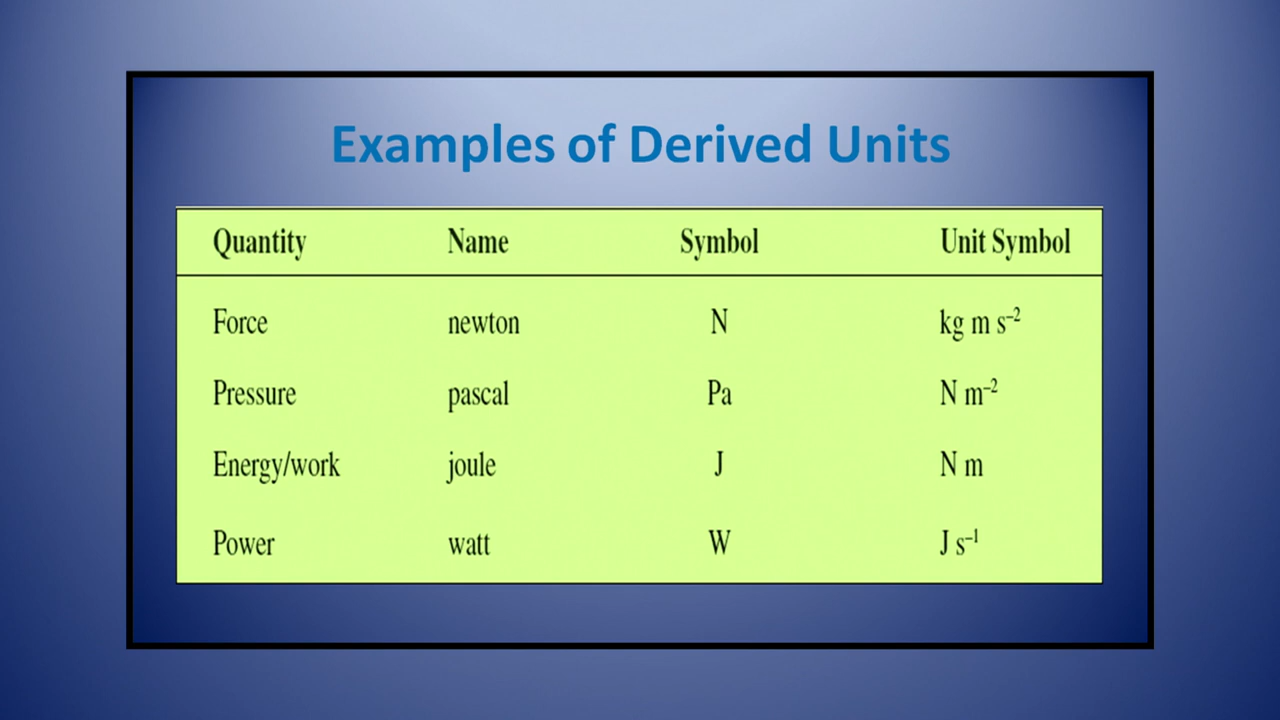 Examples of Derived Units
Quantity Name Symbol Unit Symbol
Force newton N kg m s⁻²
Pressure pascal Pa N m⁻²
Energy/work joule J N m
Power watt W J s⁻¹